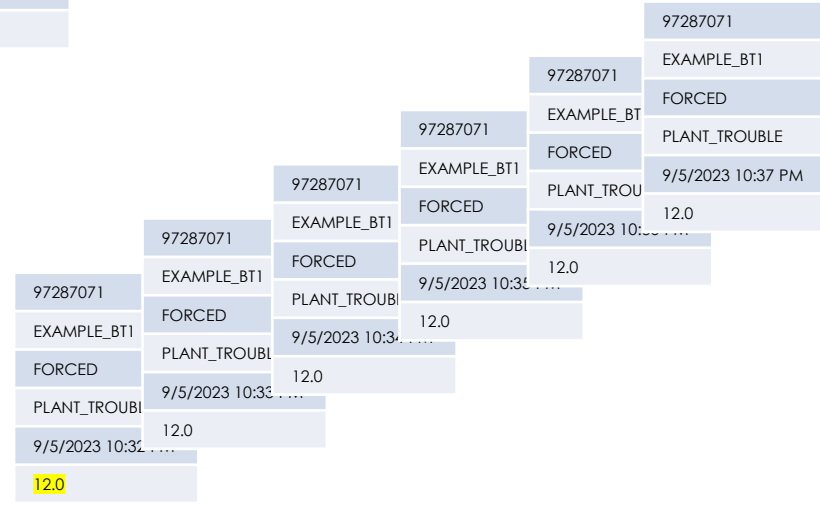 97287071
EXAMPLE_BT1
FORCED
PLANT_TROUBL
9/5/2023 10:32
12.0
97287071
EXAMPLE_BT1
FORCED
PLANT_TROUBL
9/5/2023 10:33
12.0
97287071
EXAMPLE_BT1
FORCED
PLANT_TROUBL
9/5/2023 10:34
12.0
97287071
EXAMPLE_BT1
FORCED
PLANT_TROUBL
9/5/2023 10:35
12.0
97287071
EXAMPLE_BT
FORCED
PLANT_TROU
9/5/2023
12.0
97287071
EXAMPLE_BT1
FORCED
PLANT_TROUBLE
9/5/2023 10:37 PM
12.0